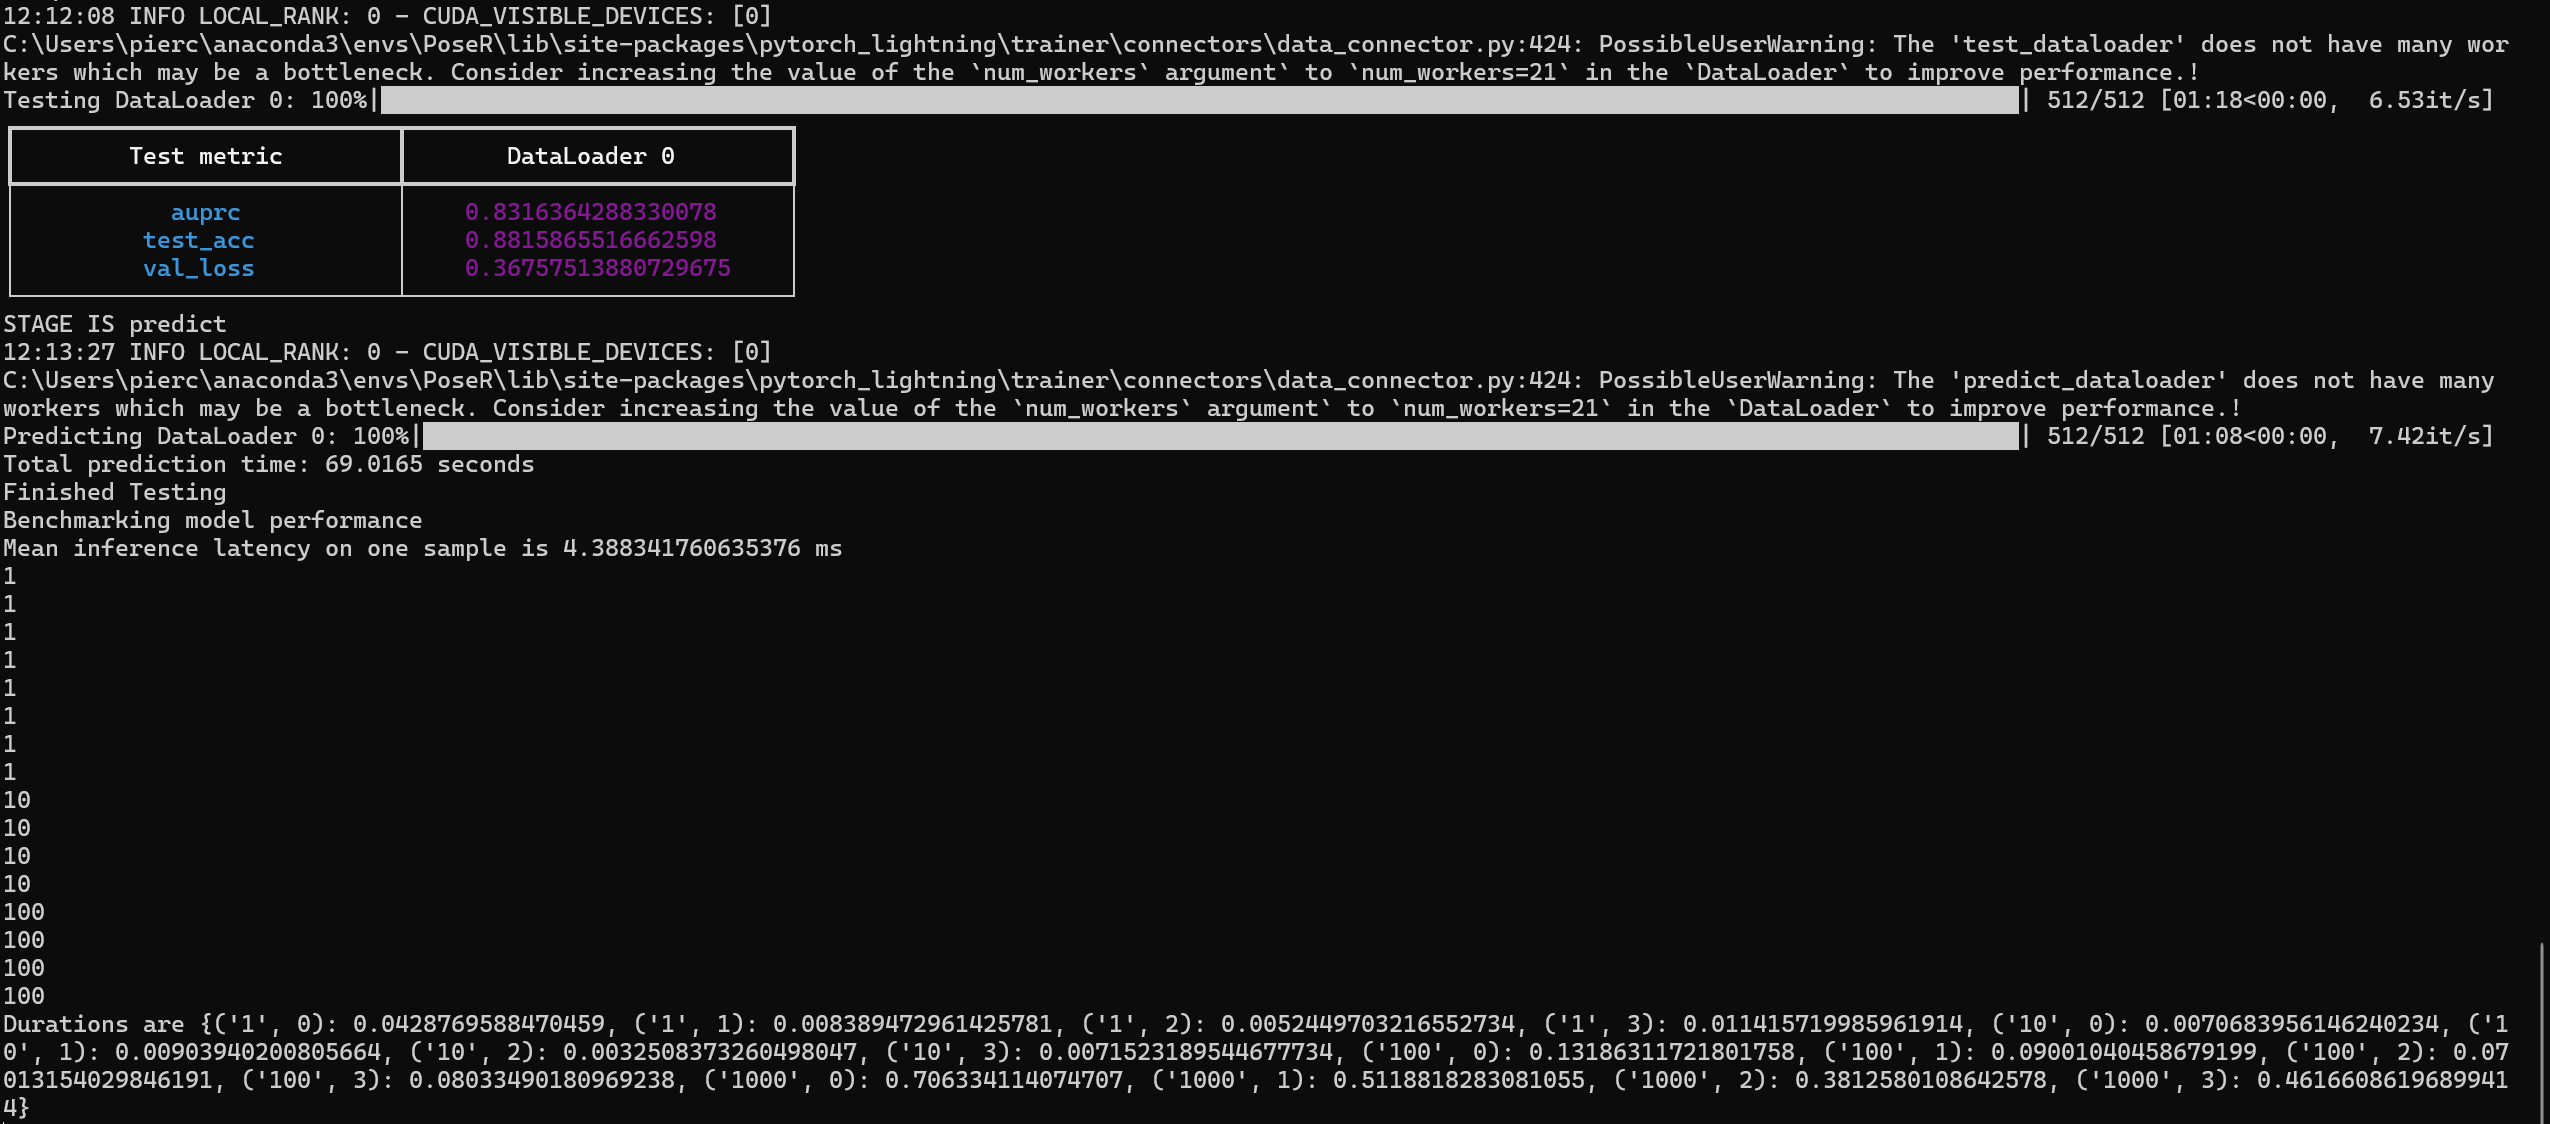 12:12:08 INFO LOCAL_RANK: 0 - CUDA_VISIBLE_DEVICES: [0]
C:\Users\pierc\anaconda3\envs\PoseR\lib\site-packages\pytorch_lightning\trainer\connectors\data_connector.py:424: PossibleUserWarning: The 'test_dataloader' does not have many wor
kers which may be a bottleneck. Consider increasing the value of the `num_workers` argument` to `num_workers=21` in the `DataLoader` to improve performance.!
Testing DataLoader 0: 100%| | 512/512 [01:18<00:00, 6.53it/s]
Test metric DataLoader 0
auprc 0.8316364288330078
test_acc 0.8815865516662598
val_loss 0.36757513880729675
STAGE IS predict
12:13:27 INFO LOCAL_RANK: 0 - CUDA_VISIBLE_DEVICES: [0]
C:\Users\pierc\anaconda3\envs\PoseR\lib\site-packages\pytorch_lightning\trainer\connectors\data_connector.py:424: PossibleUserWarning: The 'predict_dataloader' does not have many
workers which may be a bottleneck. Consider increasing the value of the `num_workers` argument` to `num_workers=21` in the `DataLoader` to improve performance.!
Predicting DataLoader 0: 100%| | 512/512 [01:08<00:00, 7.42it/s]
Total prediction time: 69.0165 seconds
Finished Testing
Benchmarking model performance
Mean inference latency on one sample is 4.388341760635376 ms
1
1
1
1
1
1
1
1
10
10
10
10
100
100
100
100
Durations are {('1', 0): 0.0428769588470459, ('1', 1): 0.008389472961425781, ('1', 2): 0.0052449703216552734, ('1', 3): 0.011415719985961914, ('10', 0): 0.0070683956146240234, ('1
0', 1): 0.00903940200805664, ('10', 2): 0.0032508373260498047, ('10', 3): 0.0071523189544677734, ('100', 0): 0.13186311721801758, ('100', 1): 0.09001040458679199, ('100', 2): 0.07
013154029846191, ('100', 3): 0.08033490180969238, ('1000', 0): 0.706334114074707, ('1000', 1): 0.5118818283081055, ('1000', 2): 0.3812580108642578, ('1000', 3): 0.4616608619689941
4}